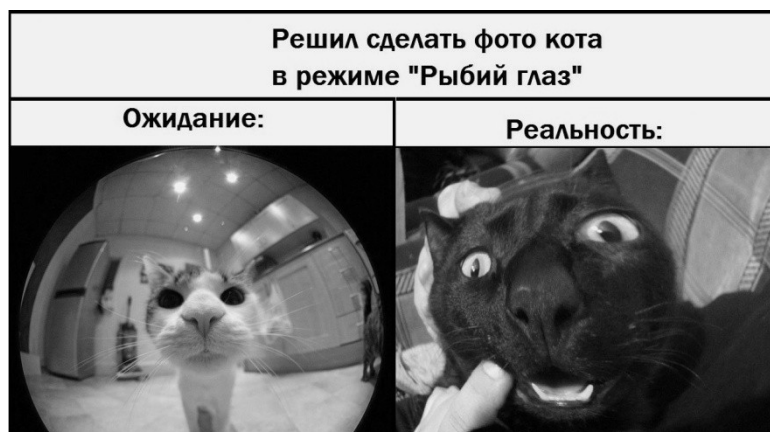 Решил сделать фото кота
в режиме "Рыбий глаз"
Ожидание:
Реальность: